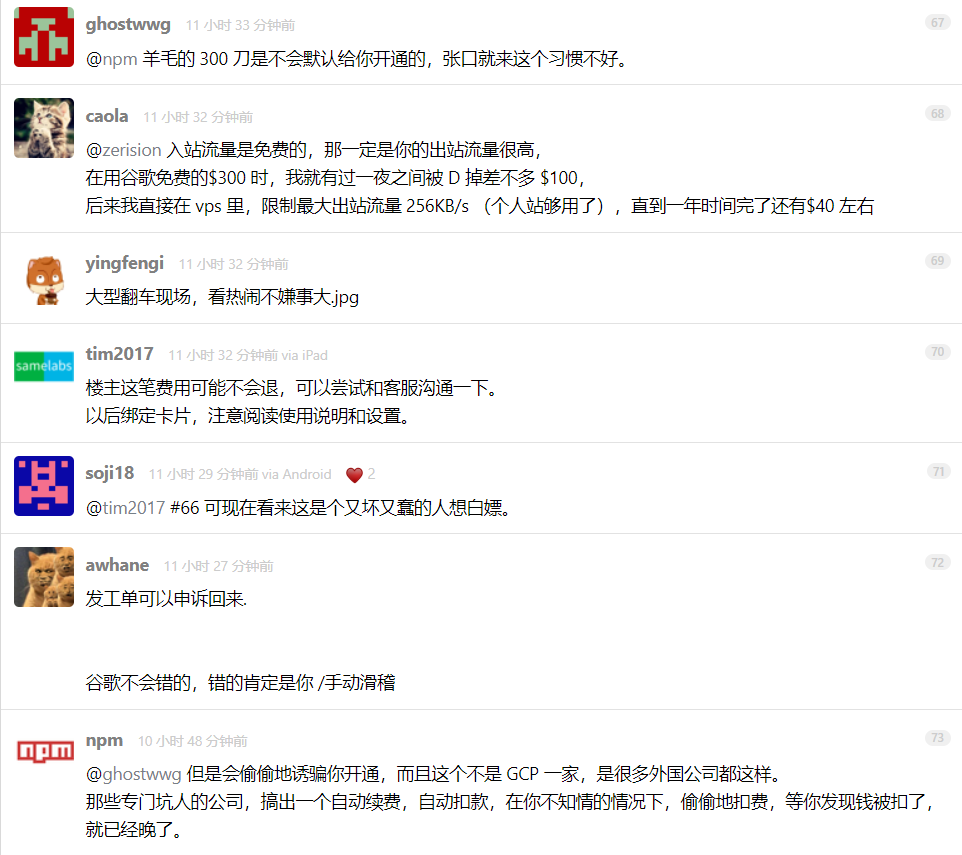 ghostwwg 11 小时 33 分钟前 67
@npm 羊毛的 300 刀是不会默认给你开通的，张口就来这个习惯不好。
caola 11 小时 32 分钟前 68
@zerision 入站流量是免费的，那一定是你的出站流量很高，
在用谷歌免费的$300 时，我就有过一夜之间被 D 掉差不多 $100，
后来我直接在 vps 里，限制最大出站流量 256KB/s （个人站够用了），直到一年时间完了还有$40 左右
yingfengi 11 小时 32 分钟前 69
大型翻车现场，看热闹不嫌事大.jpg
samelabs
tim2017 11 小时 32 分钟前 via iPad 70
楼主这笔费用可能不会退，可以尝试和客服沟通一下。
以后绑定卡片，注意阅读使用说明和设置。
soji18 11 小时 29 分钟前 via Android ❤️ 2 71
@tim2017 #66 可现在看来这是个又坏又蠢的人想白嫖。
awhane 11 小时 27 分钟前 72
发工单可以申诉回来.
谷歌不会错的，错的肯定是你 /手动滑稽
npm
npm 10 小时 48 分钟前 73
@ghostwwg 但是会偷偷地诱骗你开通，而且这个不是 GCP 一家，是很多外国公司都这样。
那些专门坑人的公司，搞出一个自动续费，自动扣款，在你不知情的情况下，偷偷地扣费，等你发现钱被扣了，
就已经晚了。